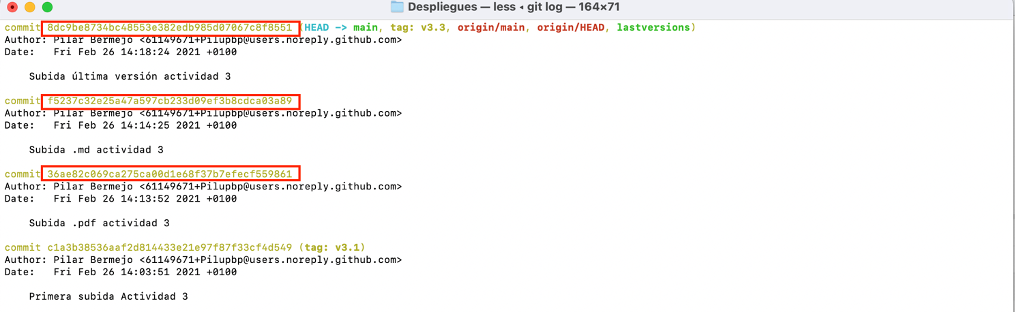 Despliegues — less ◂ git log — 164×71
commit 8dc9be8734bc48553e382edb985d07067c8f8551 (HEAD -> main, tag: v3.3, origin/main, origin/HEAD, lastversions)
Author: Pilar Bermejo <61149671+Pilupbp@users.noreply.github.com>
Date:   Fri Feb 26 14:18:24 2021 +0100
Subida última versión actividad 3
commit f5237c32e25a47a597cb233d09ef3b8cdca03a89
Author: Pilar Bermejo <61149671+Pilupbp@users.noreply.github.com>
Date:   Fri Feb 26 14:14:25 2021 +0100
Subida .md actividad 3
commit 36ae82c069ca275ca00d1e68f37b7efecf559861
Author: Pilar Bermejo <61149671+Pilupbp@users.noreply.github.com>
Date:   Fri Feb 26 14:13:52 2021 +0100
Subida .pdf actividad 3
commit c1a3b38536aaf2d814433e21e97f87f33cf4d549 (tag: v3.1)
Author: Pilar Bermejo <61149671+Pilupbp@users.noreply.github.com>
Date:   Fri Feb 26 14:03:51 2021 +0100
Primera subida Actividad 3